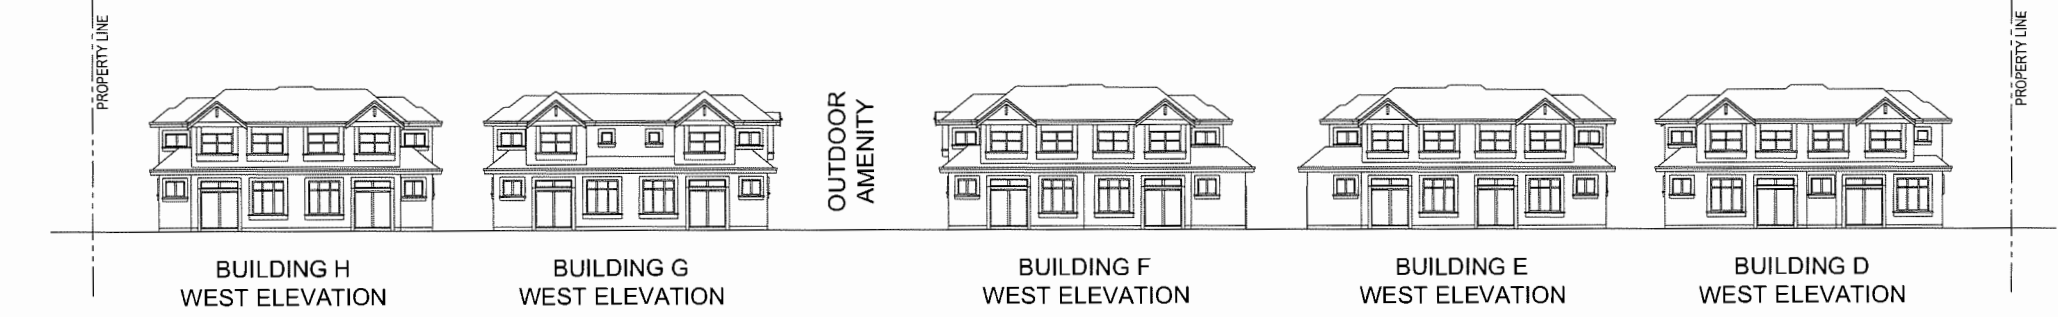 PROPERTY LINE
OUTDOOR
AMENITY
PROPERTY LINE
BUILDING H
WEST ELEVATION
BUILDING G
WEST ELEVATION
BUILDING F
WEST ELEVATION
BUILDING E
WEST ELEVATION
BUILDING D
WEST ELEVATION